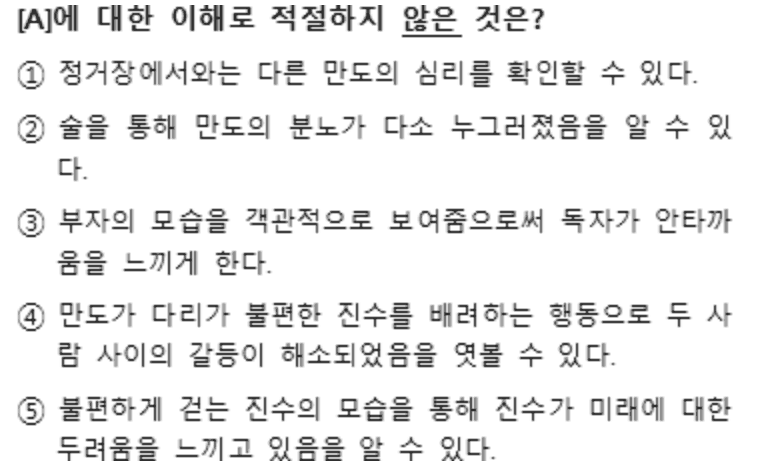 [A]에 대한 이해로 적절하지 않은 것은?
① 정거장에서와는 다른 만도의 심리를 확인할 수 있다.
② 술을 통해 만도의 분노가 다소 누그러졌음을 알 수 있
다.
③ 부자의 모습을 객관적으로 보여줌으로써 독자가 안타까
움을 느끼게 한다.
④ 만도가 다리가 불편한 진수를 배려하는 행동으로 두 사
람 사이의 갈등이 해소되었음을 엿볼 수 있다.
⑤ 불편하게 걷는 진수의 모습을 통해 진수가 미래에 대한
두려움을 느끼고 있음을 알 수 있다.